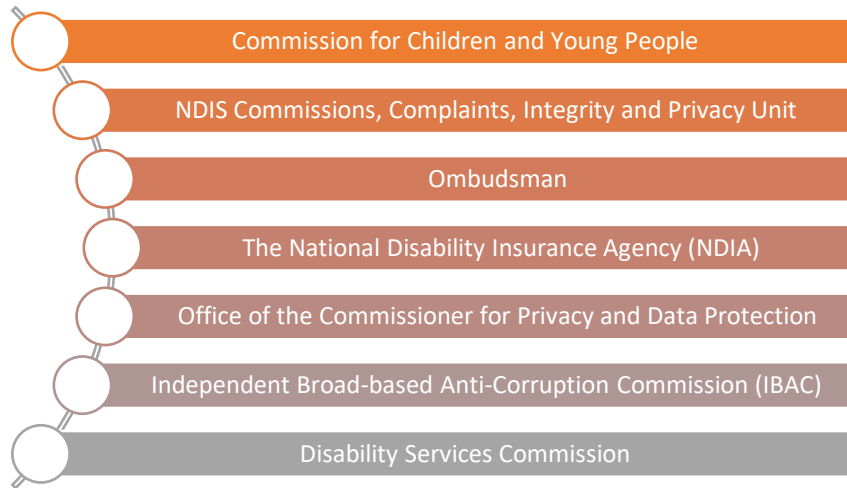 Commission for Children and Young People
NDIS Commissions, Complaints, Integrity and Privacy Unit
Ombudsman
The National Disability Insurance Agency (NDIA)
Office of the Commissioner for Privacy and Data Protection
Independent Broad-based Anti-Corruption Commission (IBAC)
Disability Services Commission